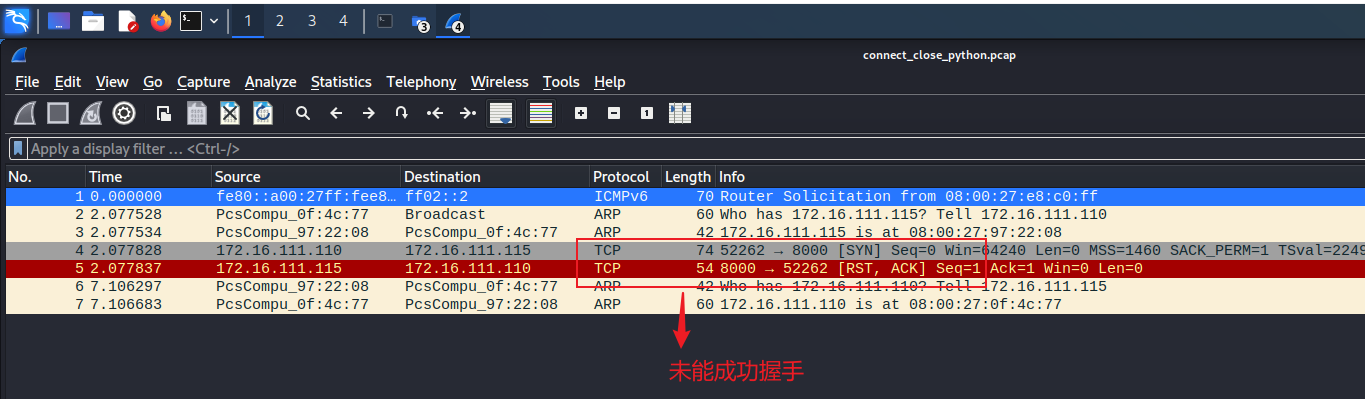 1 2 3 4 3 4
connect_close_python.pcap
File Edit View Go Capture Analyze Statistics Telephony Wireless Tools Help
Apply a display filter … <Ctrl-/>
No. Time Source Destination Protocol Length Info
1 0.000000 fe80::a00:27ff:fee8… ff02::2 ICMPv6 70 Router Solicitation from 08:00:27:e8:c0:ff
2 2.077528 PcsCompu_0f:4c:77 Broadcast ARP 60 Who has 172.16.111.115? Tell 172.16.111.110
3 2.077534 PcsCompu_97:22:08 PcsCompu_0f:4c:77 ARP 42 172.16.111.115 is at 08:00:27:97:22:08
4 2.077828 172.16.111.110 172.16.111.115 TCP 74 52262 → 8000 [SYN] Seq=0 Win=64240 Len=0 MSS=1460 SACK_PERM=1 TSval=2249
5 2.077837 172.16.111.115 172.16.111.110 TCP 54 8000 → 52262 [RST, ACK] Seq=1 Ack=1 Win=0 Len=0
6 7.106297 PcsCompu_97:22:08 PcsCompu_0f:4c:77 ARP 42 Who has 172.16.111.110? Tell 172.16.111.115
7 7.106683 PcsCompu_0f:4c:77 PcsCompu_97:22:08 ARP 60 172.16.111.110 is at 08:00:27:0f:4c:77
未能成功握手